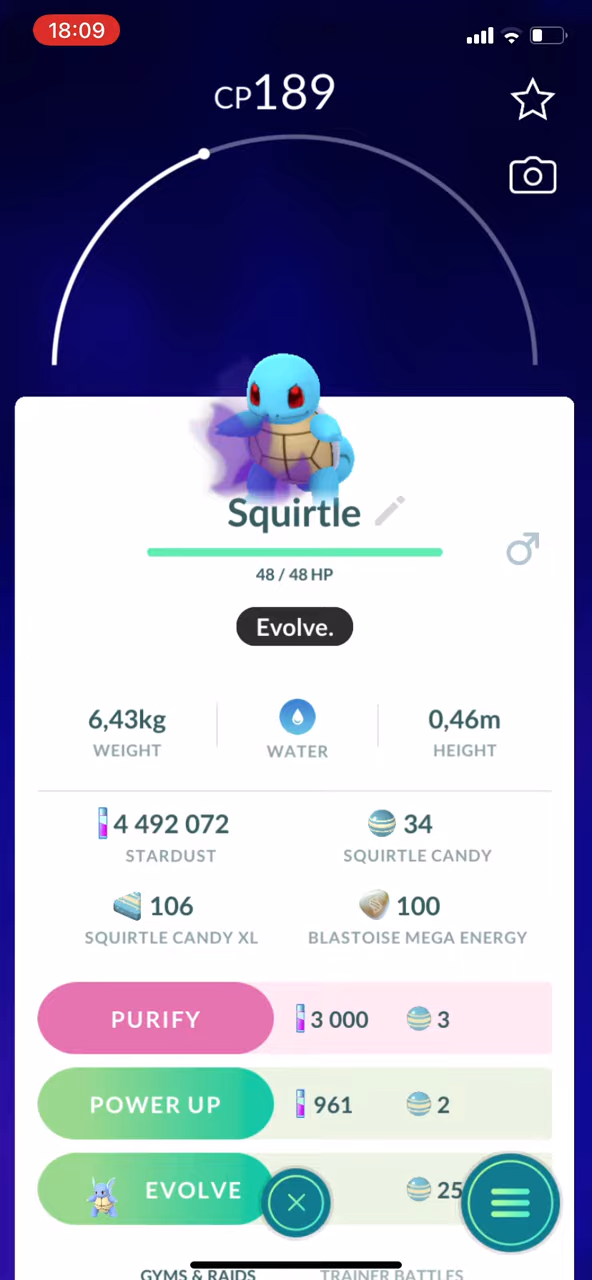 18:09
CP189
Squirtle
48 / 48 HP
Evolve.
6,43kg
WEIGHT
WATER
0,46m
HEIGHT
4 492 072
STARDUST
34
SQUIRTLE CANDY
106
SQUIRTLE CANDY XL
100
BLASTOISE MEGA ENERGY
PURIFY 3 000 3
POWER UP 961 2
EVOLVE 25
GYMS & RAIDS TRAINER BATTLES